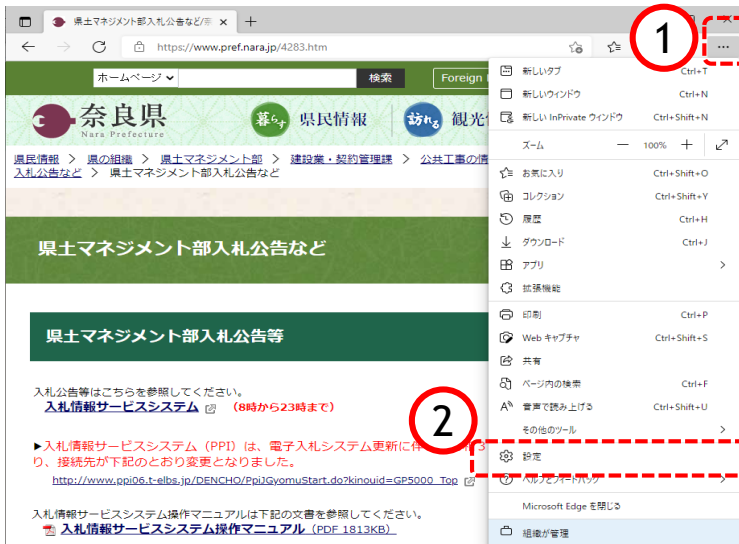 県土マネジメント部入札公告など/奈
https://www.pref.nara.jp/4283.htm
1
ホームページ
検索
Foreign
奈良県
Nara Prefecture
暮らす
県民情報
訪れる
観光
県民情報 > 県の組織 > 県土マネジメント部 > 建設業・契約管理課 > 公共工事の情
入札公告など > 県土マネジメント部入札公告など
県土マネジメント部入札公告など
県土マネジメント部入札公告等
入札公告等はこちらを参照してください。
入札情報サービスシステム (8時から23時まで)
▶入札情報サービスシステム(PPI)は、電子入札システム更新に伴
り、接続先が下記のとおり変更となりました。
http://www.ppi06.t-elbs.jp/DENCHO/PpiJGyomuStart.do?kinouid=GP5000_Top
入札情報サービスシステム操作マニュアルは下記の文書を参照してください。
入札情報サービスシステム操作マニュアル(PDF 1813KB)
新しいタブ Ctrl+T
新しいウィンドウ Ctrl+N
新しい InPrivate ウィンドウ Ctrl+Shift+N
ズーム — 100% +
お気に入り Ctrl+Shift+O
コレクション Ctrl+Shift+Y
履歴 Ctrl+H
ダウンロード Ctrl+J
アプリ >
拡張機能
印刷 Ctrl+P
Web キャプチャ Ctrl+Shift+S
共有
ページ内の検索 Ctrl+F
音声で読み上げる Ctrl+Shift+U
その他のツール >
2
設定
ヘルプとフィードバック >
Microsoft Edge を閉じる
組織が管理